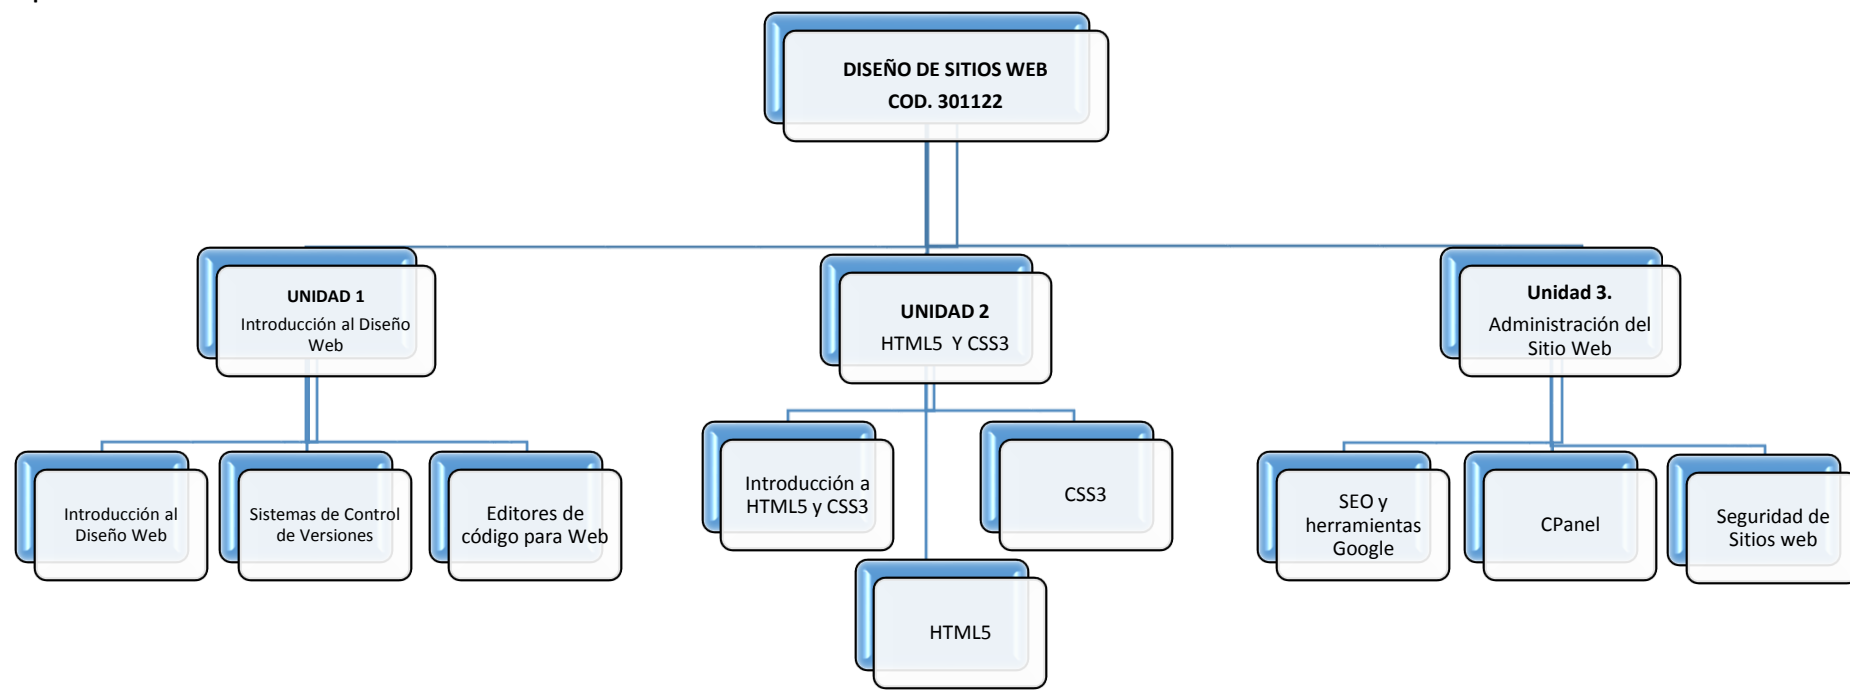 DISEÑO DE SITIOS WEB
COD. 301122
UNIDAD 1
Introducción al Diseño
Web
UNIDAD 2
HTML5 Y CSS3
Unidad 3.
Administración del
Sitio Web
Introducción al
Diseño Web
Sistemas de Control
de Versiones
Editores de
código para Web
Introducción a
HTML5 y CSS3
HTML5
CSS3
SEO y
herramientas
Google
CPanel
Seguridad de
Sitios web